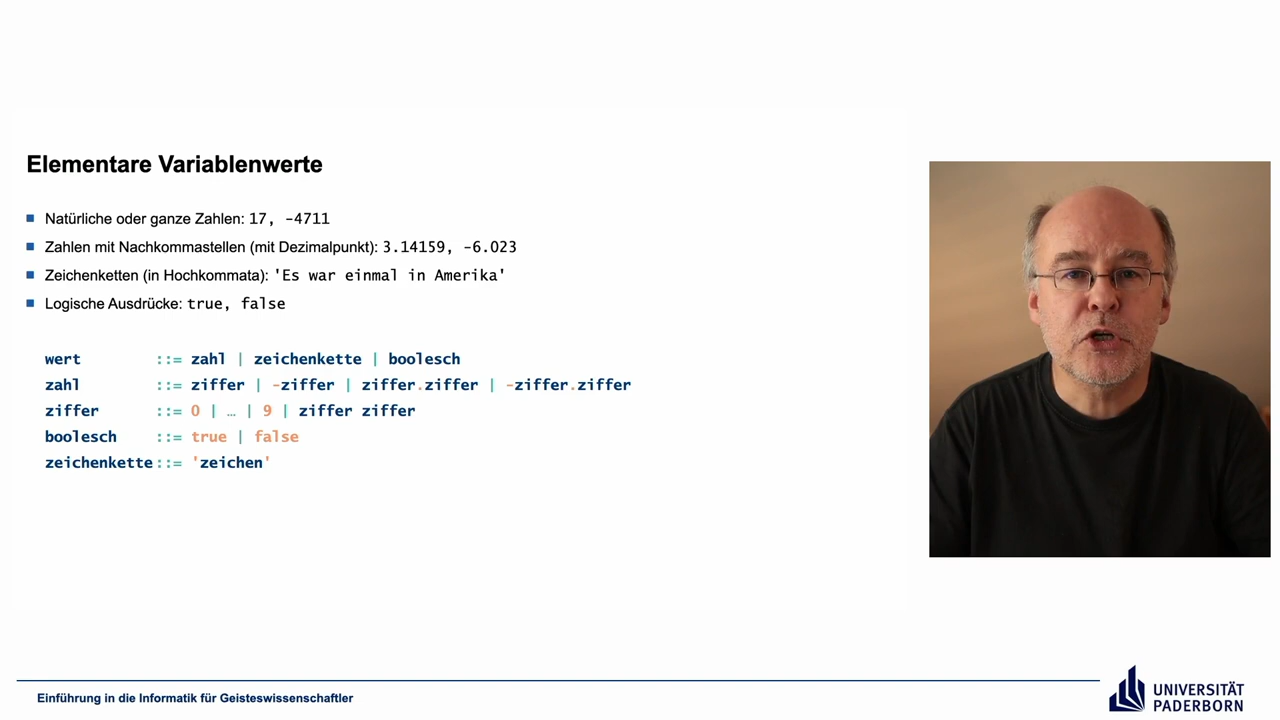 Elementare Variablenwerte
Natürliche oder ganze Zahlen: 17, -4711
Zahlen mit Nachkommastellen (mit Dezimalpunkt): 3.14159, -6.023
Zeichenketten (in Hochkommata): 'Es war einmal in Amerika'
Logische Ausdrücke: true, false
wert ::= zahl | zeichenkette | boolesch
zahl ::= ziffer | -ziffer | ziffer.ziffer | -ziffer.ziffer
ziffer ::= 0 | … | 9 | ziffer ziffer
boolesch ::= true | false
zeichenkette ::= 'zeichen'
Einführung in die Informatik für Geisteswissenschaftler
UNIVERSITÄT
PADERBORN